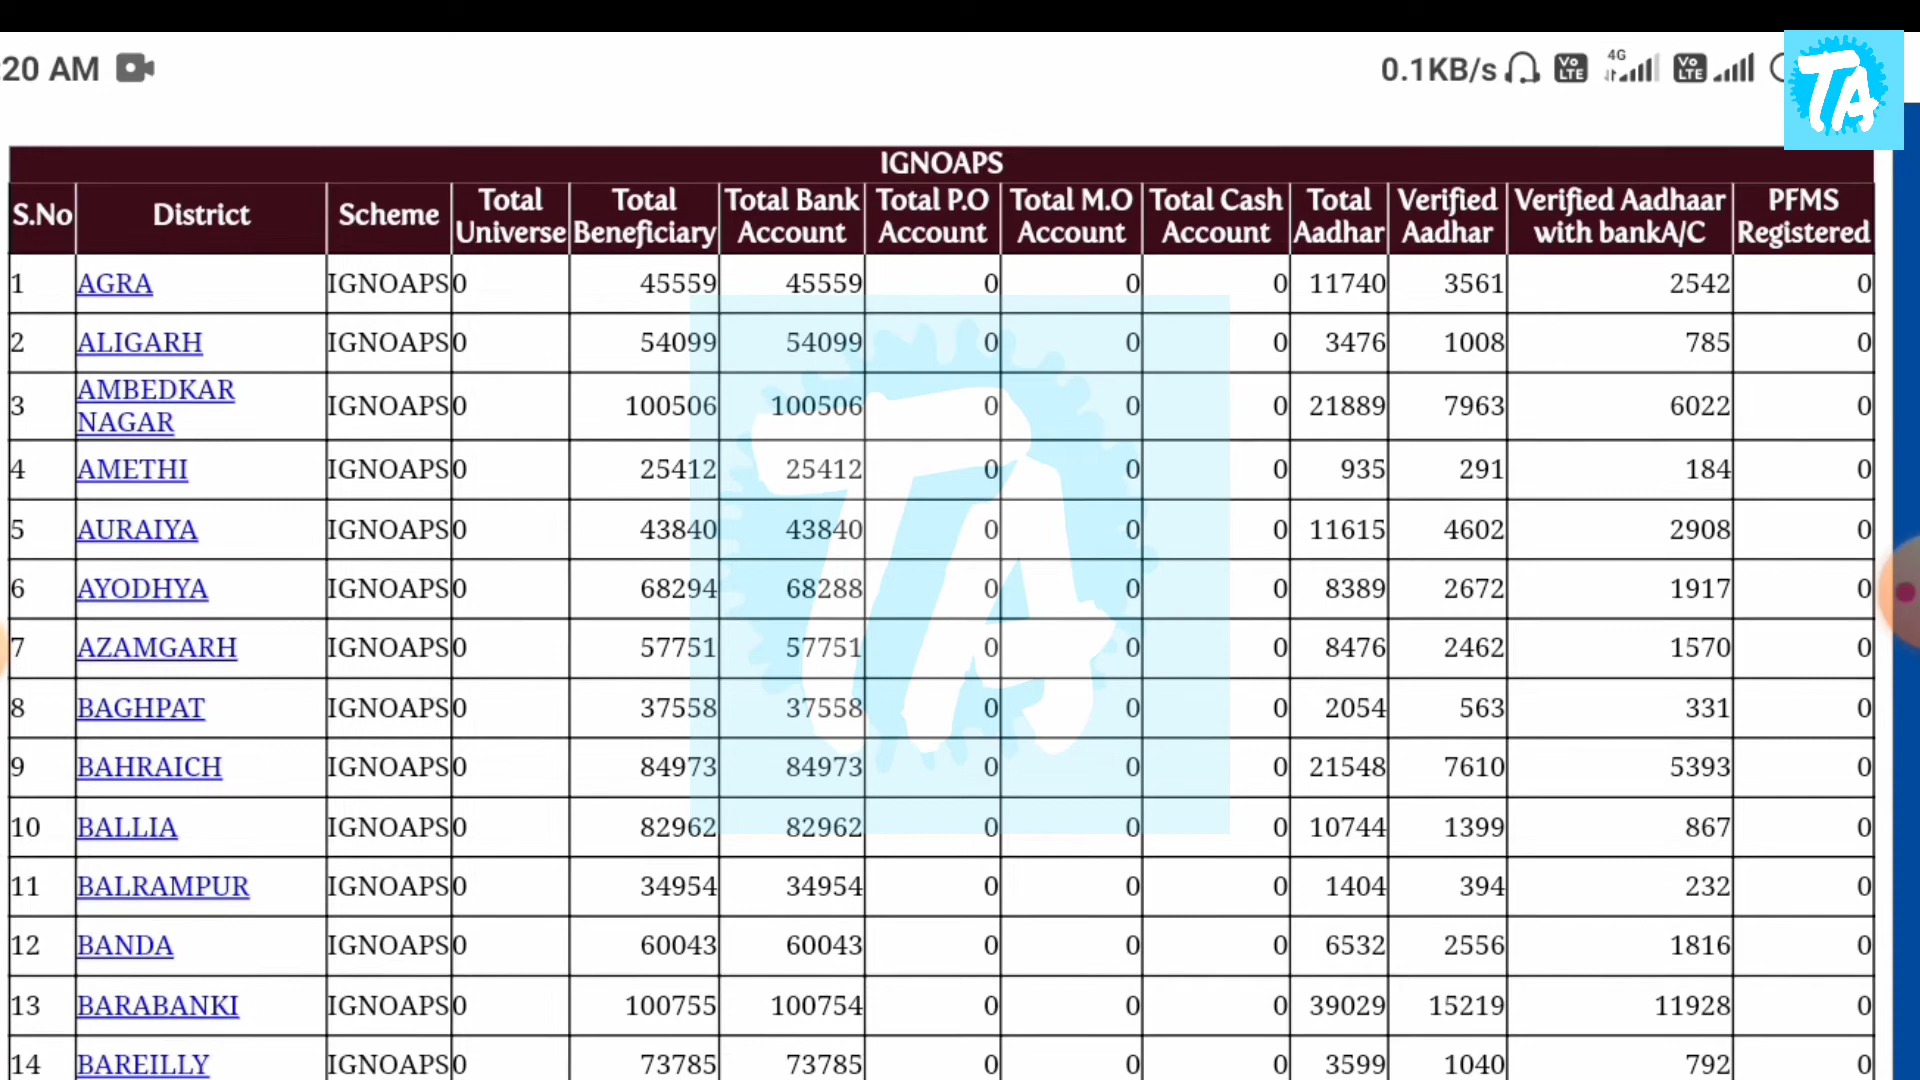 :20 AM 0.1KB/s VO LTE 4G VO LTE
TA
IGNOAPS
S.No District Scheme Total Universe Total Beneficiary Total Bank Account Total P.O Account Total M.O Account Total Cash Account Total Aadhar Verified Aadhar Verified Aadhaar with bankA/C PFMS Registered
1 AGRA IGNOAPS 0 45559 45559 0 0 0 11740 3561 2542 0
2 ALIGARH IGNOAPS 0 54099 54099 0 0 0 3476 1008 785 0
3 AMBEDKAR NAGAR IGNOAPS 0 100506 100506 0 0 0 21889 7963 6022 0
4 AMETHI IGNOAPS 0 25412 25412 0 0 0 935 291 184 0
5 AURAIYA IGNOAPS 0 43840 43840 0 0 0 11615 4602 2908 0
6 AYODHYA IGNOAPS 0 68294 68288 0 0 0 8389 2672 1917 0
7 AZAMGARH IGNOAPS 0 57751 57751 0 0 0 8476 2462 1570 0
8 BAGHPAT IGNOAPS 0 37558 37558 0 0 0 2054 563 331 0
9 BAHRAICH IGNOAPS 0 84973 84973 0 0 0 21548 7610 5393 0
10 BALLIA IGNOAPS 0 82962 82962 0 0 0 10744 1399 867 0
11 BALRAMPUR IGNOAPS 0 34954 34954 0 0 0 1404 394 232 0
12 BANDA IGNOAPS 0 60043 60043 0 0 0 6532 2556 1816 0
13 BARABANKI IGNOAPS 0 100755 100754 0 0 0 39029 15219 11928 0
14 BAREILLY IGNOAPS 0 73785 73785 0 0 0 3599 1040 792 0
TA